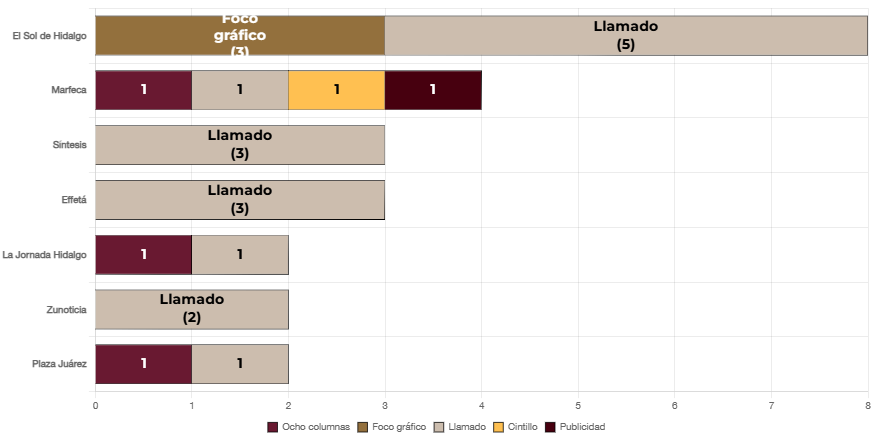 El Sol de Hidalgo
Foco
gráfico
(3)
Llamado
(5)
Marfeca
1
1
1
1
Síntesis
Llamado
(3)
Effetá
Llamado
(3)
La Jornada Hidalgo
1
1
Zunoticia
Llamado
(2)
Plaza Juárez
1
1
0 1 2 3 4 5 6 7 8
Ocho columnas Foco gráfico Llamado Cintillo Publicidad